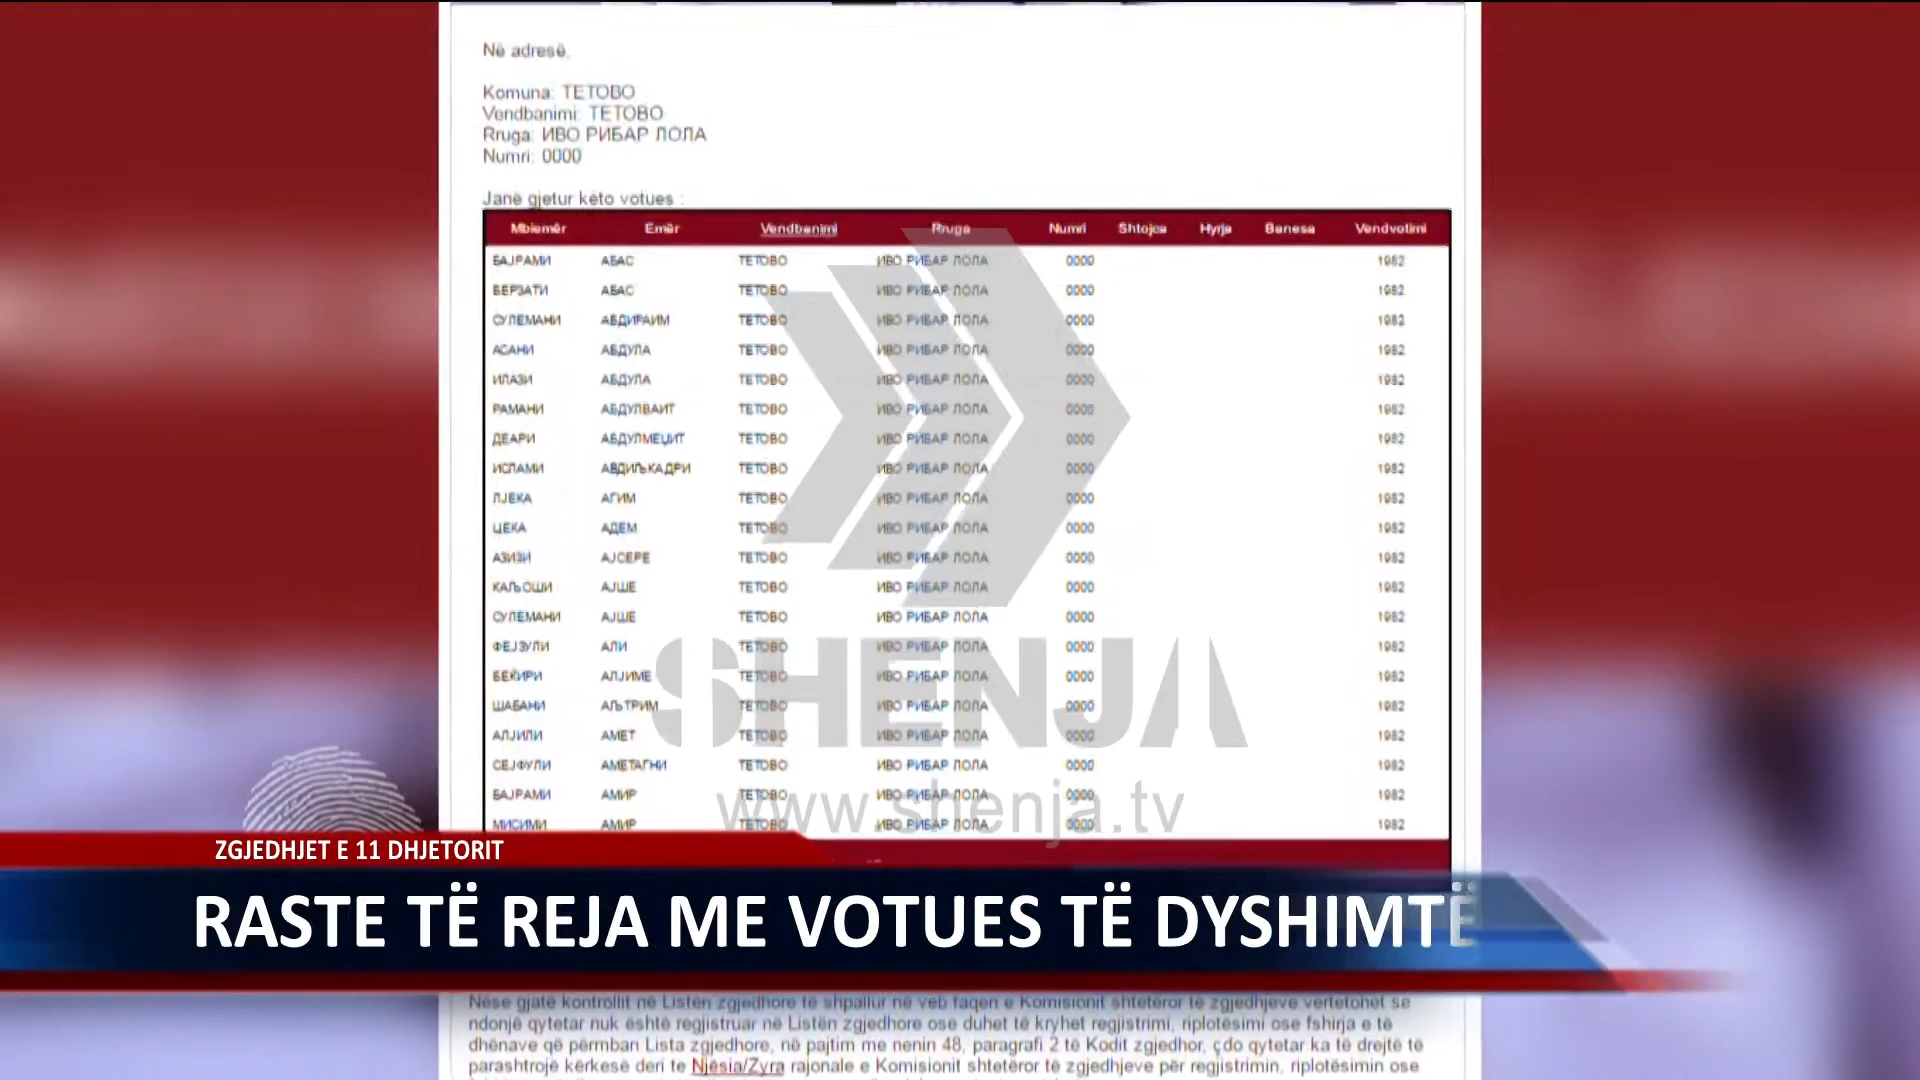 Në adresë,
Komuna: ТЕТОВО
Vendbanimi: ТЕТОВО
Rruga: ИВО РИБАР ЛОЛА
Numri: 0000
Janë gjetur këto votues :
Mbiemër Emër Vendbanimi Rruga Numri Shtojca Hyrja Banesa Vendvotimi
БАЈРАМИ АБАС ТЕТОВО ИВО РИБАР ЛОЛА 0000 1982
БЕРЗАТИ АБАС ТЕТОВО ИВО РИБАР ЛОЛА 0000 1982
СУЛЕМАНИ АБДИРАИМ ТЕТОВО ИВО РИБАР ЛОЛА 0000 1982
АСАНИ АБДУЛА ТЕТОВО ИВО РИБАР ЛОЛА 0000 1982
ИЛАЗИ АБДУЛА ТЕТОВО ИВО РИБАР ЛОЛА 0000 1982
РАМАНИ АБДУЛВАИТ ТЕТОВО ИВО РИБАР ЛОЛА 0000 1982
ДЕАРИ АБДУЛМЕЏИТ ТЕТОВО ИВО РИБАР ЛОЛА 0000 1982
ИСЛАМИ АВДИЉКАДРИ ТЕТОВО ИВО РИБАР ЛОЛА 0000 1982
ЛЈЕКА АГИМ ТЕТОВО ИВО РИБАР ЛОЛА 0000 1982
ЦЕКА АДЕМ ТЕТОВО ИВО РИБАР ЛОЛА 0000 1982
АЗИЗИ АЈСЕРЕ ТЕТОВО ИВО РИБАР ЛОЛА 0000 1982
КАЉОШИ АЈШЕ ТЕТОВО ИВО РИБАР ЛОЛА 0000 1982
СУЛЕМАНИ АЈШЕ ТЕТОВО ИВО РИБАР ЛОЛА 0000 1982
ФЕЈЗУЛИ АЛИ ТЕТОВО ИВО РИБАР ЛОЛА 0000 1982
БЕЌИРИ АЛЈИМЕ ТЕТОВО ИВО РИБАР ЛОЛА 0000 1982
ШАБАНИ АЉТРИМ ТЕТОВО ИВО РИБАР ЛОЛА 0000 1982
АЛЈИЛИ АМЕТ ТЕТОВО ИВО РИБАР ЛОЛА 0000 1982
СЕЈФУЛИ АМЕТАГНИ ТЕТОВО ИВО РИБАР ЛОЛА 0000 1982
БАЈРАМИ АМИР ТЕТОВО ИВО РИБАР ЛОЛА 0000 1982
МИСИМИ АМИР ТЕТОВО ИВО РИБАР ЛОЛА 0000 1982
SHENJA
www.shenja.tv
ZGJEDHJET E 11 DHJETORIT
RASTE TË REJA ME VOTUES TË DYSHIMTË
Nëse gjatë kontrollit në Listën zgjedhore të shpallur në veb faqen e Komisionit shtetëror të zgjedhjeve vërtetohet se
ndonjë qytetar nuk është regjistruar në Listën zgjedhore ose duhet të kryhet regjistrimi, riplotësimi ose fshirja e të
dhënave që përmban Lista zgjedhore, në pajtim me nenin 48, paragrafi 2 të Kodit zgjedhor, çdo qytetar ka të drejtë të
parashtrojë kërkesë deri te Njësia/Zyra rajonale e Komisionit shtetëror të zgjedhjeve për regjistrimin, riplotësimin ose